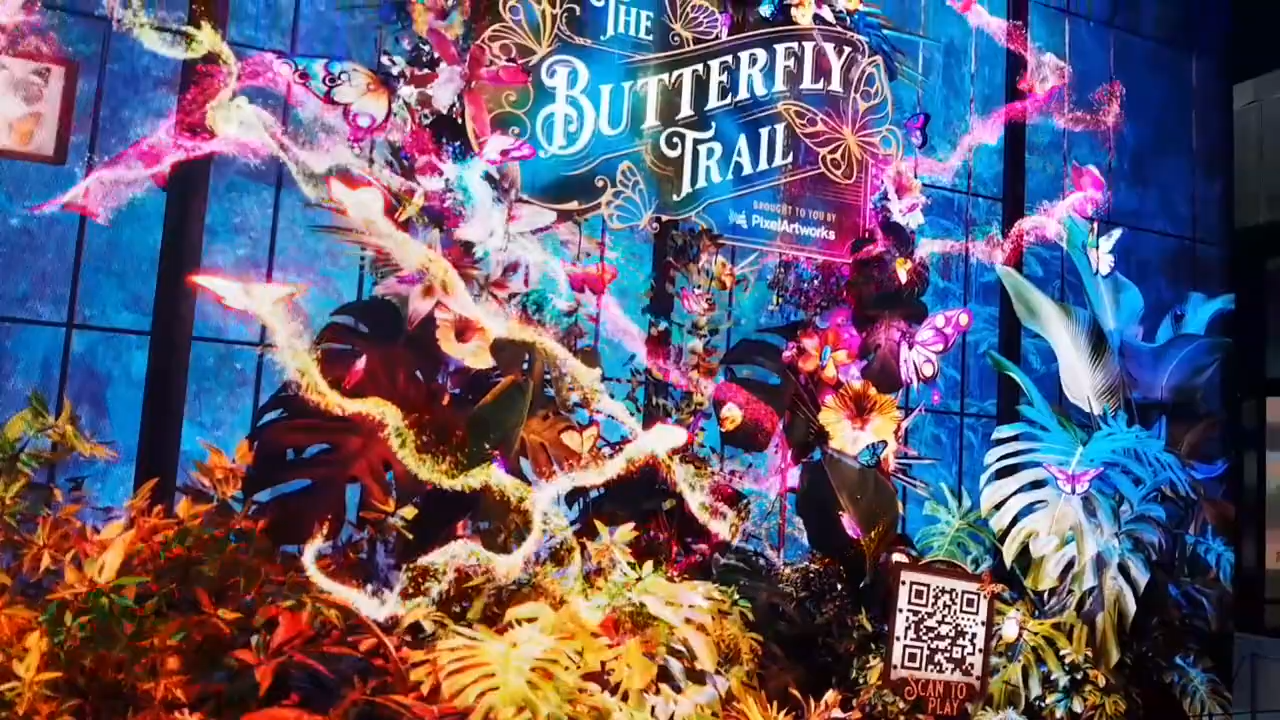 THE
BUTTERFLY
TRAIL
BROUGHT TO YOU BY
PixelArtworks
SCAN TO
PLAY